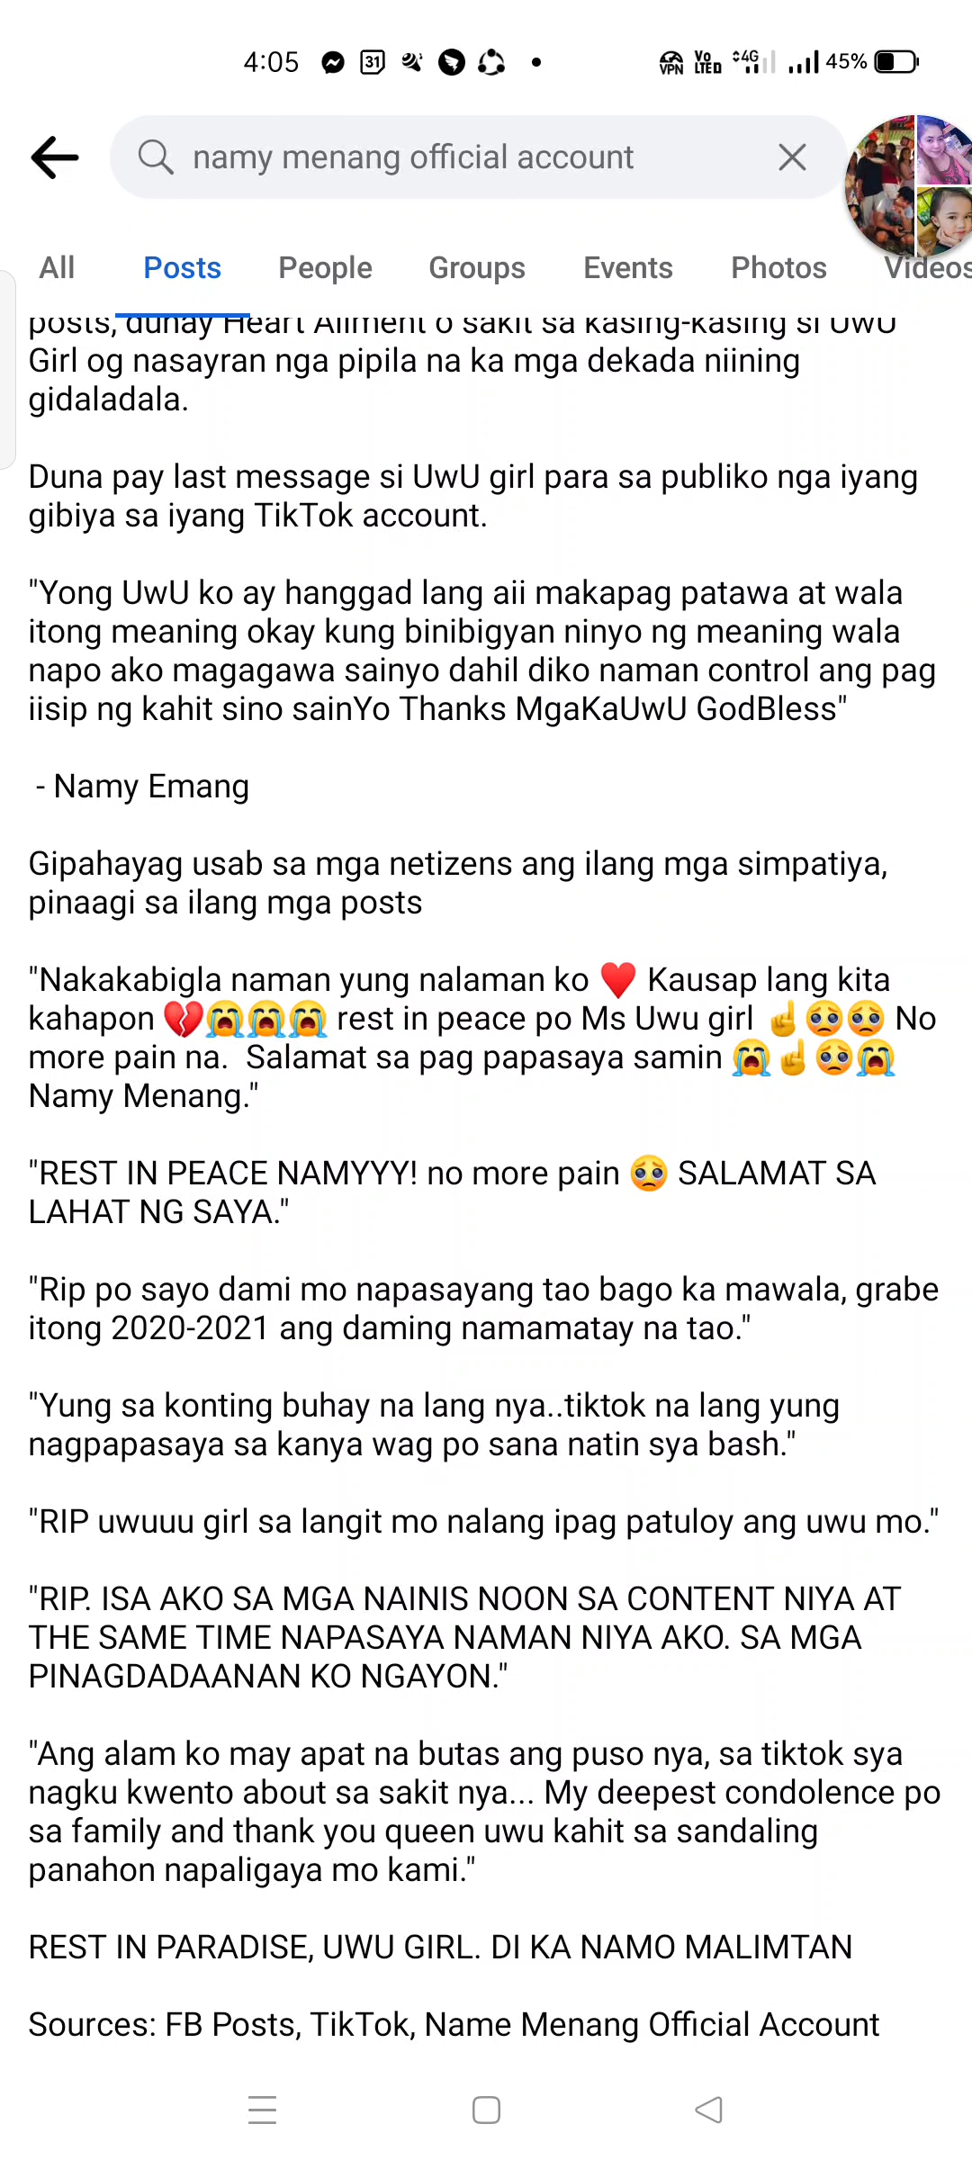 4:05
31
VPN
Vo
LTE
4G
45%
namy menang official account
All Posts People Groups Events Photos Videos
posts, dunay Heart Ailment o sakit sa kasing-kasing si UwU
Girl og nasayran nga pipila na ka mga dekada niining
gidaladala.
Duna pay last message si UwU girl para sa publiko nga iyang
gibiya sa iyang TikTok account.
"Yong UwU ko ay hanggad lang aii makapag patawa at wala
itong meaning okay kung binibigyan ninyo ng meaning wala
napo ako magagawa sainyo dahil diko naman control ang pag
iisip ng kahit sino sainYo Thanks MgaKaUwU GodBless"
- Namy Emang
Gipahayag usab sa mga netizens ang ilang mga simpatiya,
pinaagi sa ilang mga posts
"Nakakabigla naman yung nalaman ko ♥️ Kausap lang kita
kahapon 💔😭😭😭 rest in peace po Ms Uwu girl ☝️🥺🥺 No
more pain na. Salamat sa pag papasaya samin 😭☝️🥺😭
Namy Menang."
"REST IN PEACE NAMYYY! no more pain 🥺 SALAMAT SA
LAHAT NG SAYA."
"Rip po sayo dami mo napasayang tao bago ka mawala, grabe
itong 2020-2021 ang daming namamatay na tao."
"Yung sa konting buhay na lang nya..tiktok na lang yung
nagpapasaya sa kanya wag po sana natin sya bash."
"RIP uwuuu girl sa langit mo nalang ipag patuloy ang uwu mo."
"RIP. ISA AKO SA MGA NAINIS NOON SA CONTENT NIYA AT
THE SAME TIME NAPASAYA NAMAN NIYA AKO. SA MGA
PINAGDADAANAN KO NGAYON."
"Ang alam ko may apat na butas ang puso nya, sa tiktok sya
nagku kwento about sa sakit nya... My deepest condolence po
sa family and thank you queen uwu kahit sa sandaling
panahon napaligaya mo kami."
REST IN PARADISE, UWU GIRL. DI KA NAMO MALIMTAN
Sources: FB Posts, TikTok, Name Menang Official Account